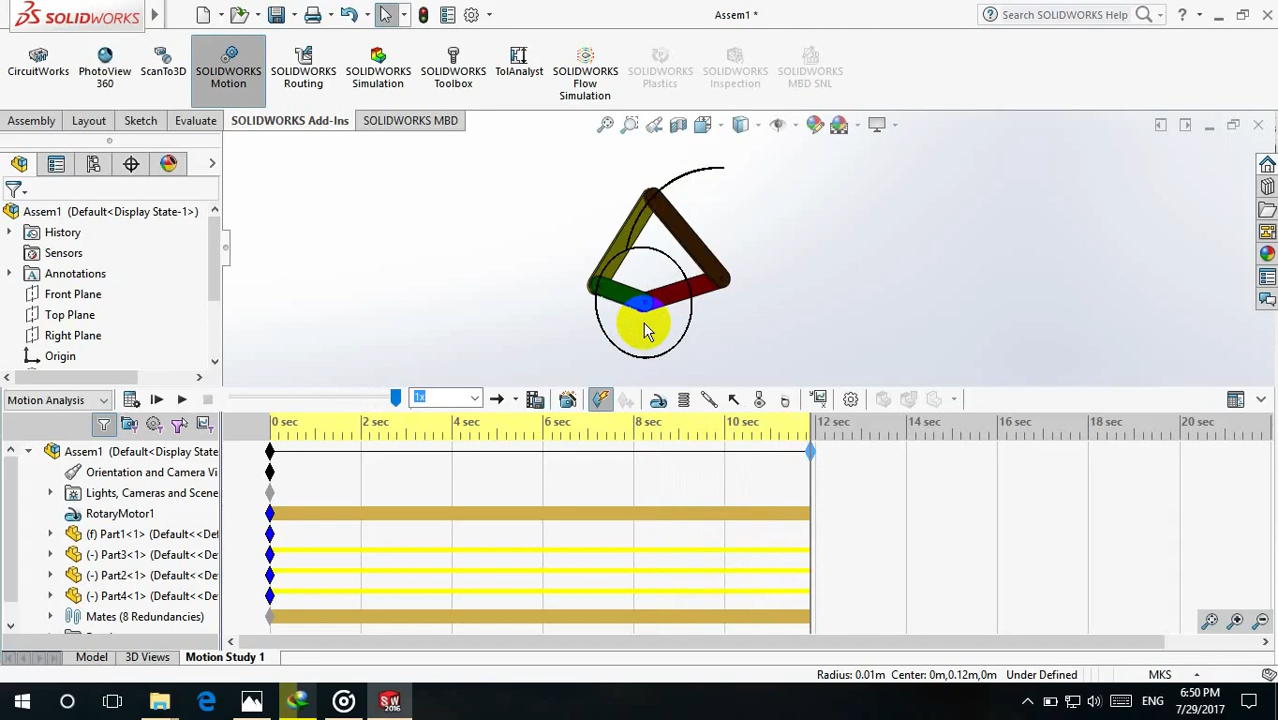 SOLIDWORKS
Assem1 *
Search SOLIDWORKS Help
?
CircuitWorks
PhotoView
360
ScanTo3D
SOLIDWORKS
Motion
SOLIDWORKS
Routing
SOLIDWORKS
Simulation
SOLIDWORKS
Toolbox
TolAnalyst
SOLIDWORKS
Flow
Simulation
SOLIDWORKS
Plastics
SOLIDWORKS
Inspection
SOLIDWORKS
MBD SNL
Assembly
Layout
Sketch
Evaluate
SOLIDWORKS Add-Ins
SOLIDWORKS MBD
Assem1 (Default<Display State-1>)
History
Sensors
Annotations
Front Plane
Top Plane
Right Plane
Origin
Motion Analysis
1x
0 sec
2 sec
4 sec
6 sec
8 sec
10 sec
12 sec
14 sec
16 sec
18 sec
20 sec
Assem1 (Default<Display State
Orientation and Camera Vi
Lights, Cameras and Scene
RotaryMotor1
(f) Part1<1> (Default<<De
(-) Part3<1> (Default<<De
(-) Part2<1> (Default<<De
(-) Part4<1> (Default<<De
Mates (8 Redundancies)
Model
3D Views
Motion Study 1
Radius: 0.01m Center: 0m,0.12m,0m
Under Defined
MKS
ENG
6:50 PM
7/29/2017